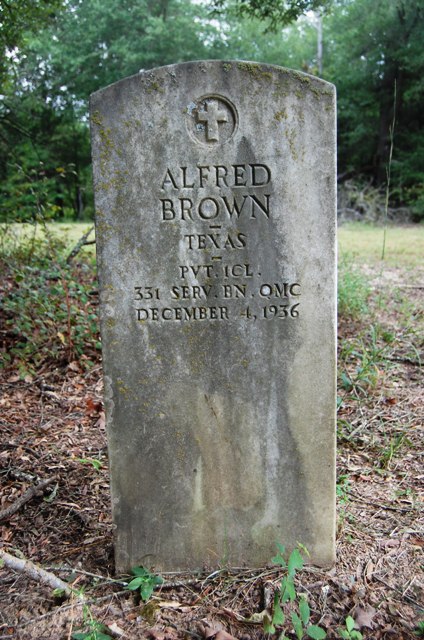 ALFRED
BROWN
TEXAS
PVT. 1CL.
331 SERV. BN. QMC
DECEMBER 4, 1936